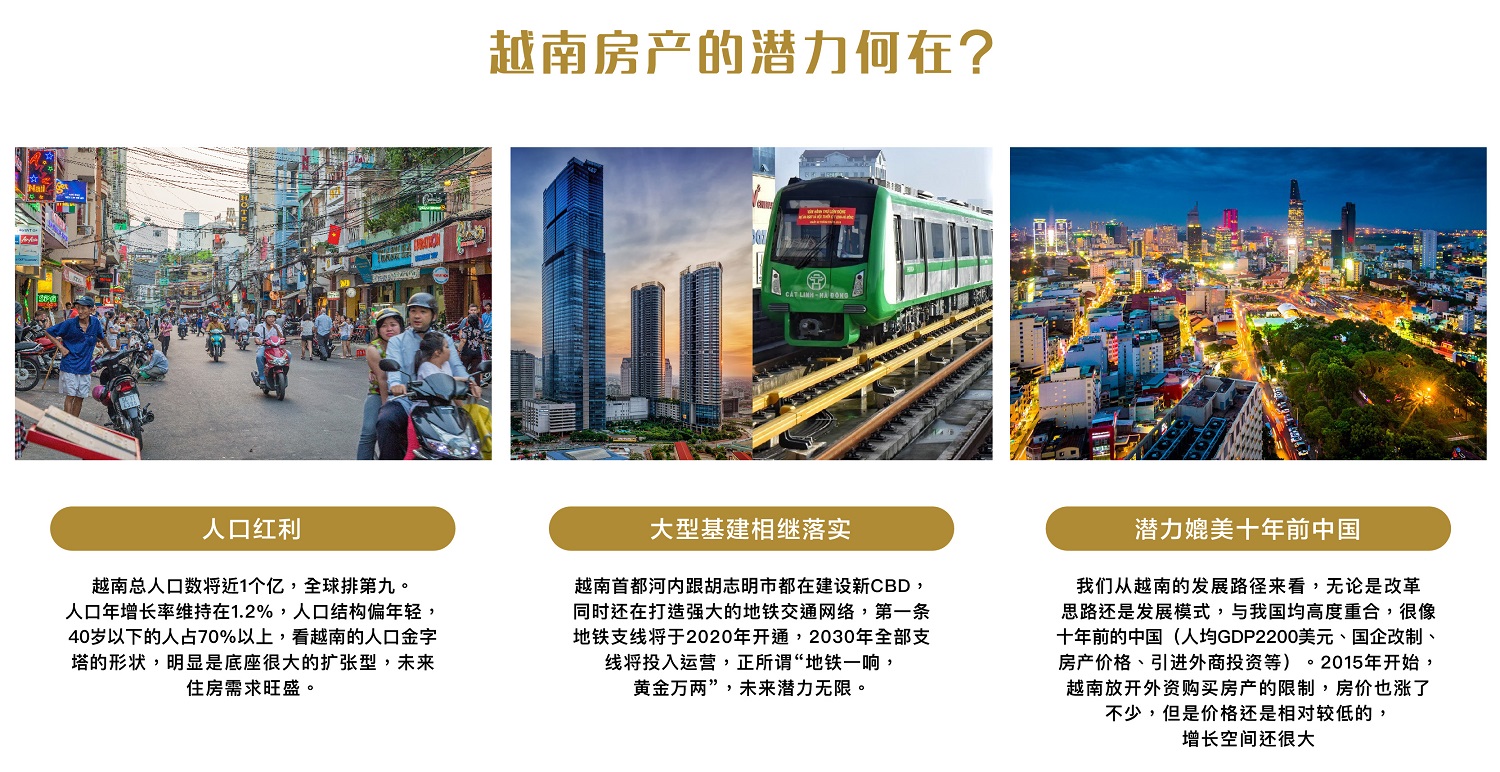 越南房产的潜力何在？
Nail
HOTE
SPG
CÁT LINH - HÀ ĐÔNG
人口红利
大型基建相继落实
潜力媲美十年前中国
越南总人口数将近1个亿，全球排第九。
人口年增长率维持在1.2%，人口结构偏年轻，
40岁以下的人占70%以上，看越南的人口金字
塔的形状，明显是底座很大的扩张型，未来
住房需求旺盛。
越南首都河内跟胡志明市都在建设新CBD，
同时还在打造强大的地铁交通网络，第一条
地铁支线将于2020年开通，2030年全部支
线将投入运营，正所谓“地铁一响，
黄金万两”，未来潜力无限。
我们从越南的发展路径来看，无论是改革
思路还是发展模式，与我国均高度重合，很像
十年前的中国（人均GDP2200美元、国企改制、
房产价格、引进外商投资等）。2015年开始，
越南放开外资购买房产的限制，房价也涨了
不少，但是价格还是相对较低的，
增长空间还很大